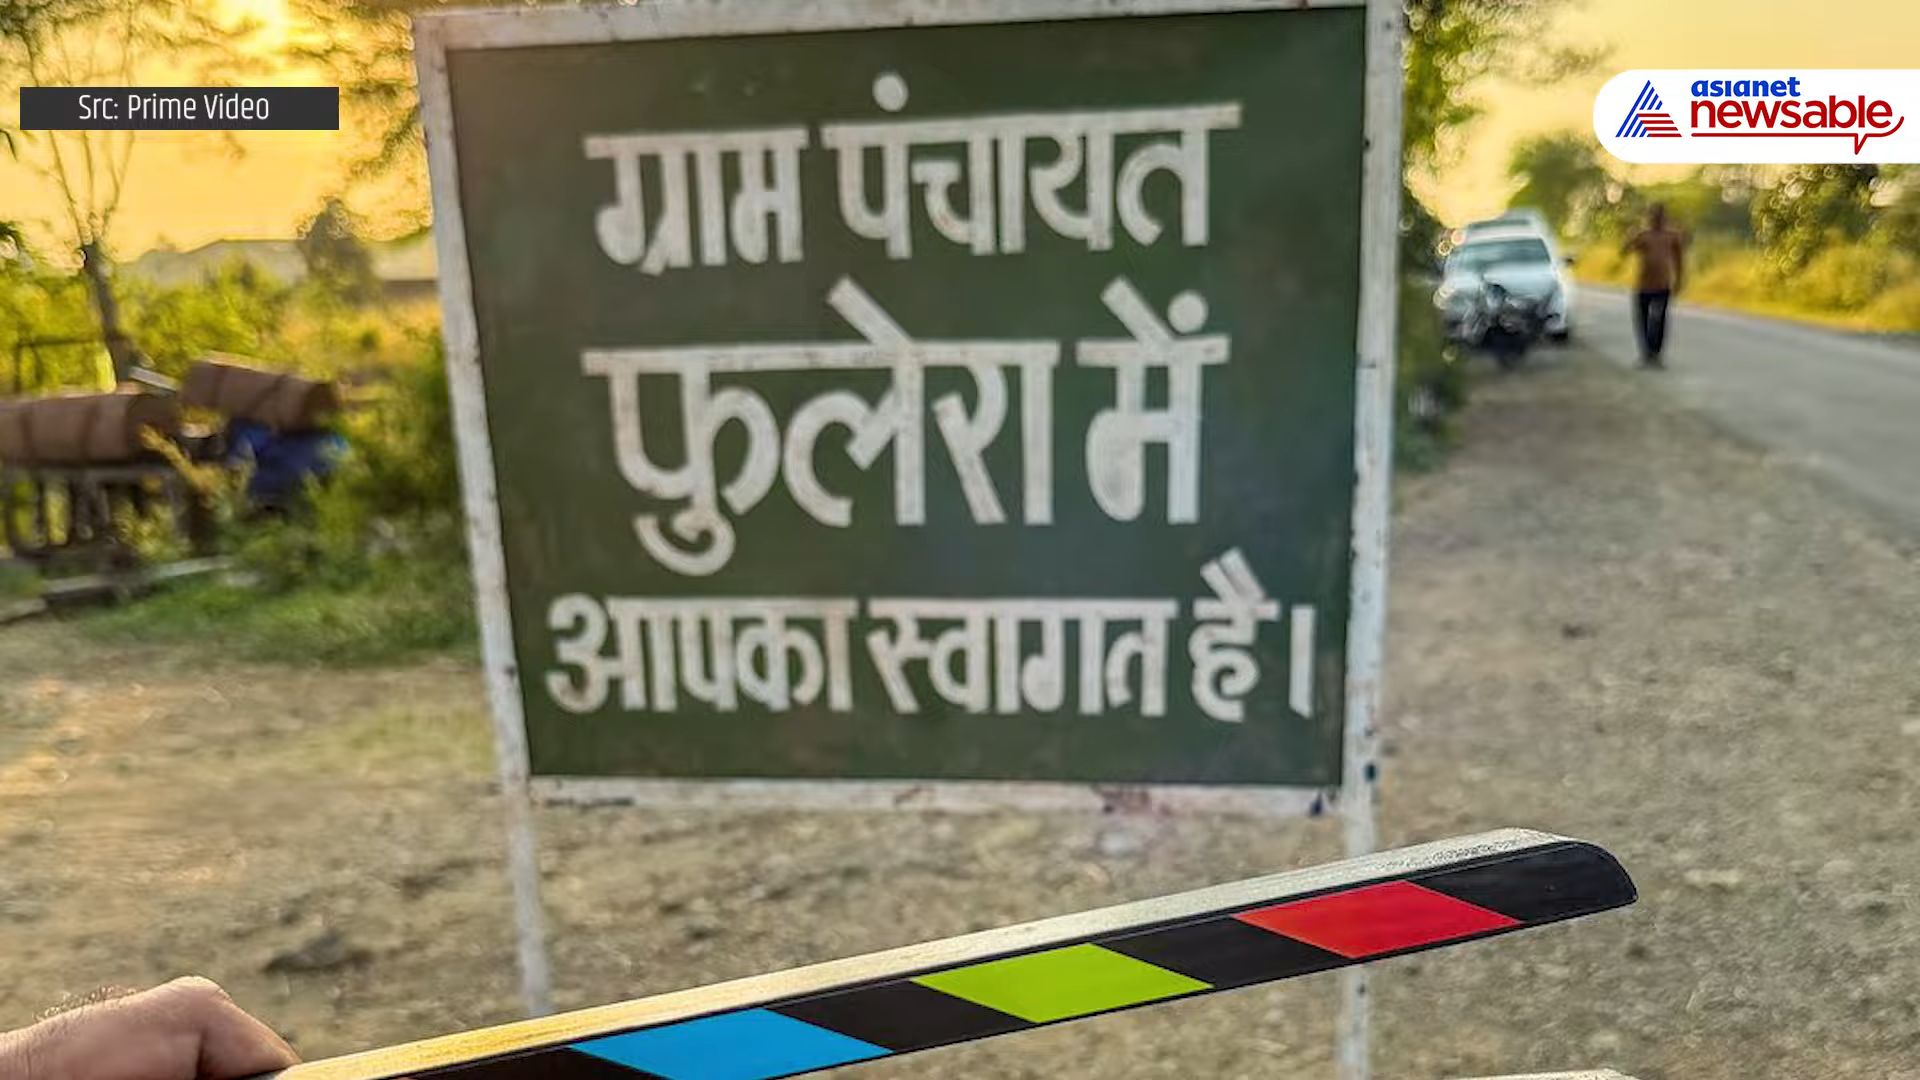 Src: Prime Video
asianet
newsable
ग्राम पंचायत
फुलेरा में
आपका स्वागत है।